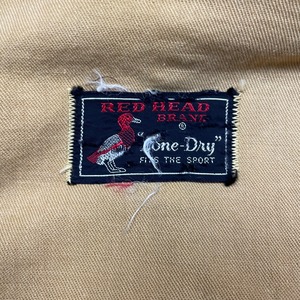 RED HEAD
BRAND
®
"Bone-Dry"
FITS THE SPORT